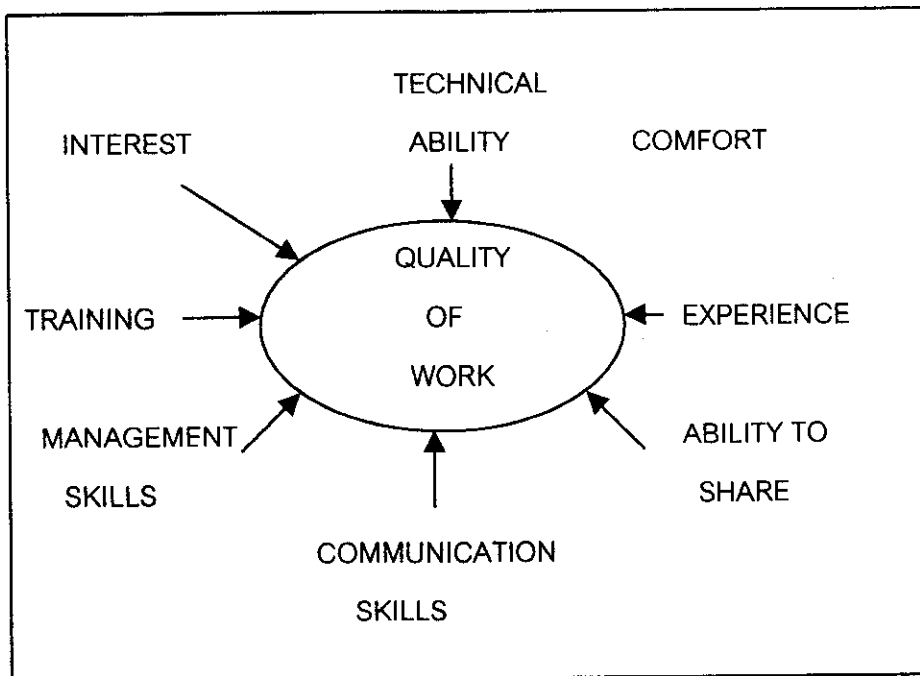 TECHNICAL
INTEREST ABILITY COMFORT
QUALITY
TRAINING OF EXPERIENCE
WORK
MANAGEMENT ABILITY TO
SKILLS SHARE
COMMUNICATION
SKILLS